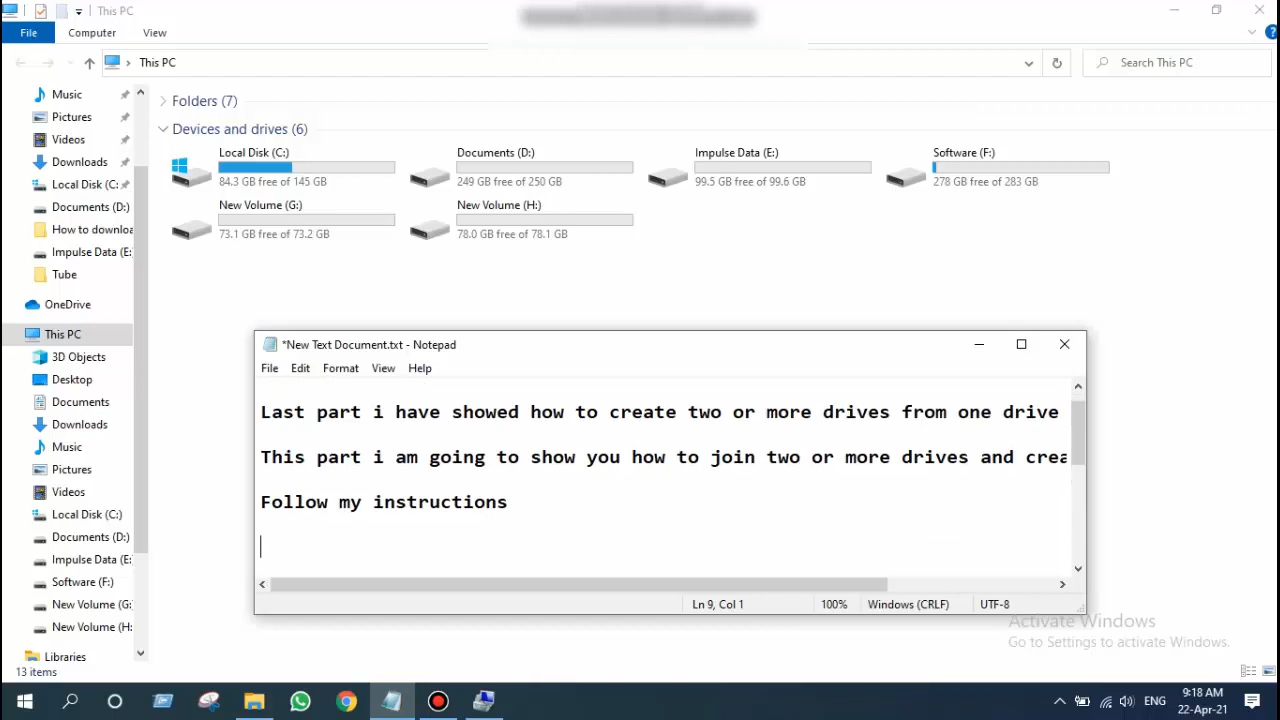 This PC
File Computer View
This PC
Search This PC
Music
Pictures
Videos
Downloads
Local Disk (C:
Documents (D:)
How to downloa
Impulse Data (E:
Tube
OneDrive
This PC
3D Objects
Desktop
Documents
Downloads
Music
Pictures
Videos
Local Disk (C:)
Documents (D:)
Impulse Data (E:
Software (F:)
New Volume (G:
New Volume (H:
Libraries
13 items
Folders (7)
Devices and drives (6)
Local Disk (C:)
84.3 GB free of 145 GB
Documents (D:)
249 GB free of 250 GB
Impulse Data (E:)
99.5 GB free of 99.6 GB
Software (F:)
278 GB free of 283 GB
New Volume (G:)
73.1 GB free of 73.2 GB
New Volume (H:)
78.0 GB free of 78.1 GB
*New Text Document.txt - Notepad
File Edit Format View Help
Last part i have showed how to create two or more drives from one drive
This part i am going to show you how to join two or more drives and crea
Follow my instructions
Ln 9, Col 1 100% Windows (CRLF) UTF-8
Activate Windows
Go to Settings to activate Windows.
ENG
9:18 AM
22-Apr-21